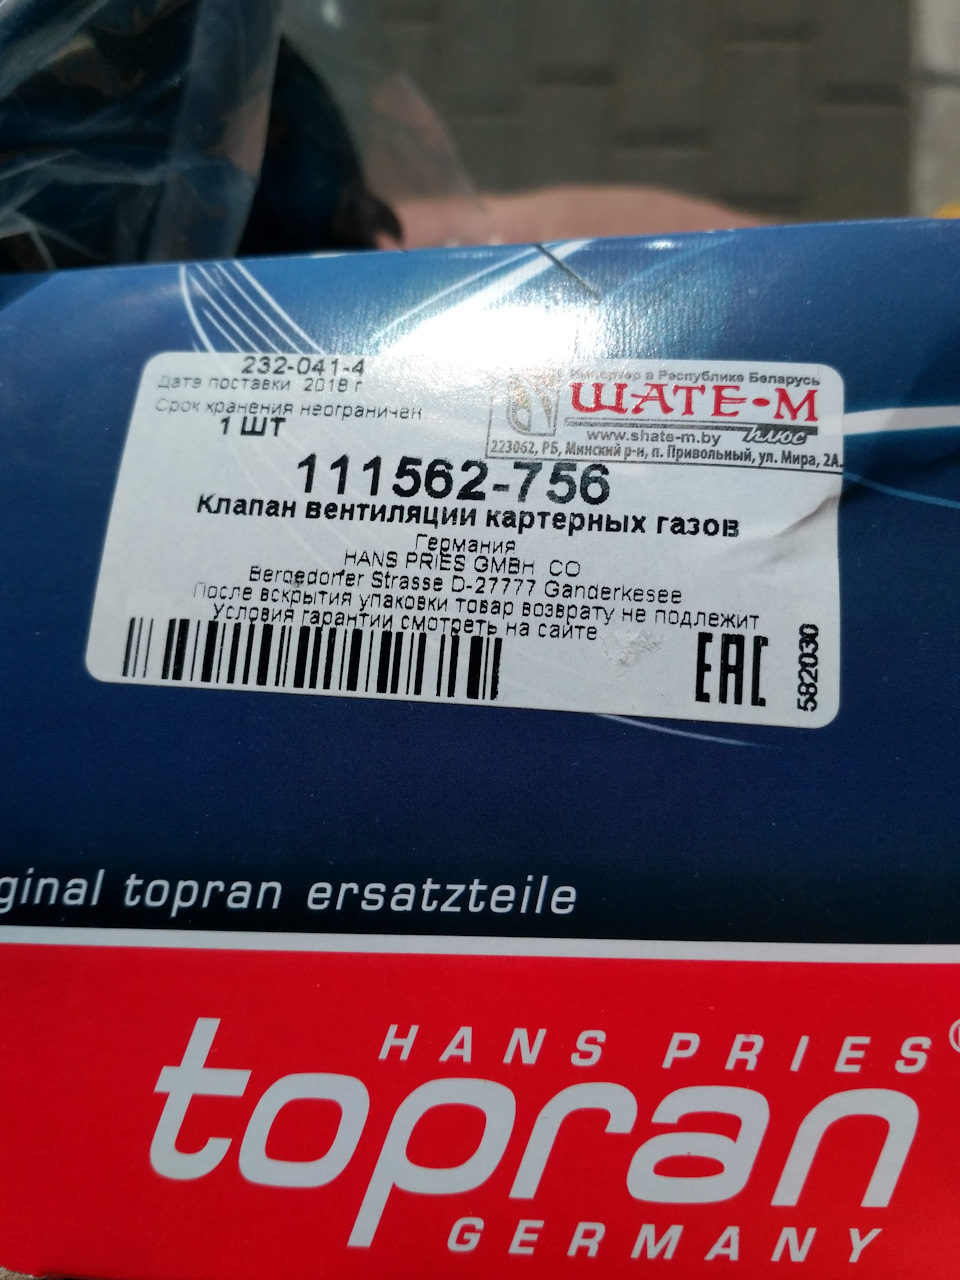 232-041-4
Дата поставки 2018 г
Срок хранения неограничен
1 ШТ
Импортер в Республике Беларусь
ШАТЕ-М
плюс
www.shate-m.by
223062, РБ, Минский р-н, п. Привольный, ул. Мира, 2А.
111562-756
Клапан вентиляции картерных газов
Германия
HANS PRIES GMBH CO
Bergedorfer Strasse D-27777 Ganderkesee
После вскрытия упаковки товар возврату не подлежит
Условия гарантии смотреть на сайте
EAC
582030
ginal topran ersatzteile
HANS PRIES®
topran
GERMANY